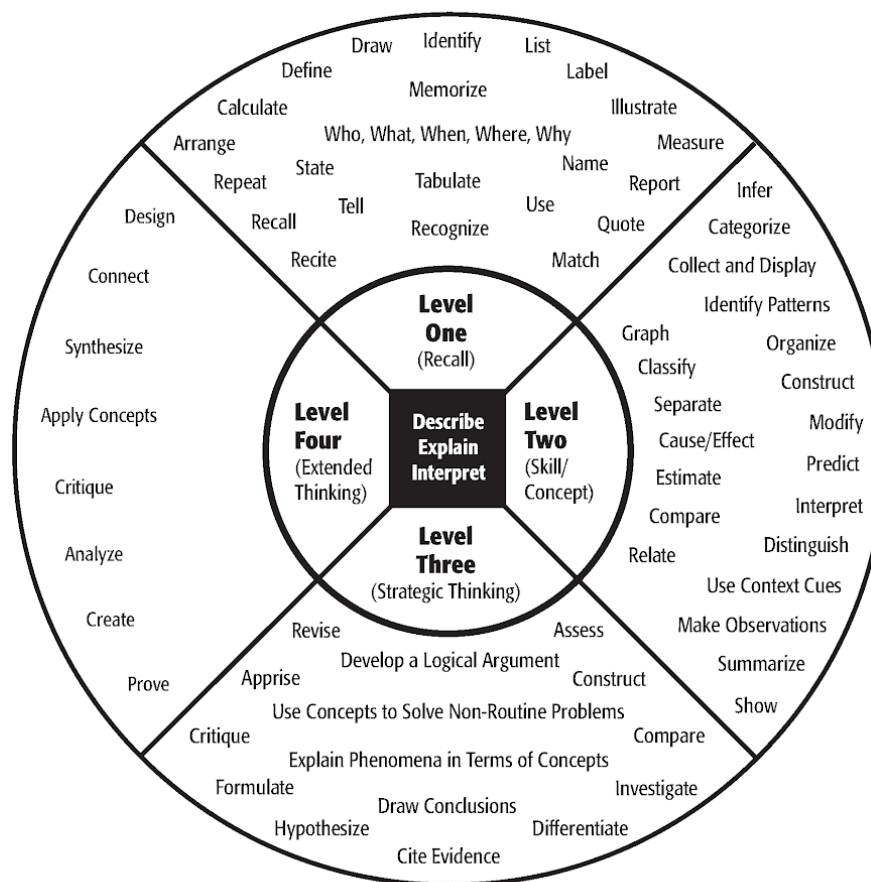 Draw
Identify
List
Define
Label
Memorize
Calculate
Illustrate
Who, What, When, Where, Why
Arrange
Measure
State
Name
Repeat
Tabulate
Report
Tell
Use
Recall
Recognize
Quote
Recite
Match
Infer
Categorize
Collect and Display
Identify Patterns
Graph
Organize
Classify
Construct
Separate
Modify
Cause/Effect
Predict
Estimate
Interpret
Compare
Distinguish
Relate
Use Context Cues
Make Observations
Summarize
Show
Design
Connect
Synthesize
Apply Concepts
Critique
Analyze
Create
Prove
Level
One
(Recall)
Level
Four
(Extended
Thinking)
Describe
Explain
Interpret
Level
Two
(Skill/
Concept)
Level
Three
(Strategic Thinking)
Revise
Assess
Develop a Logical Argument
Apprise
Construct
Use Concepts to Solve Non-Routine Problems
Critique
Compare
Explain Phenomena in Terms of Concepts
Formulate
Investigate
Draw Conclusions
Hypothesize
Differentiate
Cite Evidence